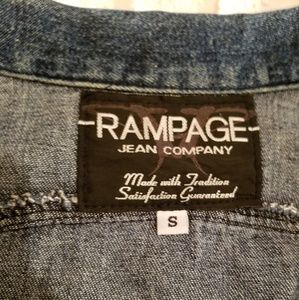 -RAMPAGE-
JEAN COMPANY
Made with Tradition
Satisfaction Guaranteed
S